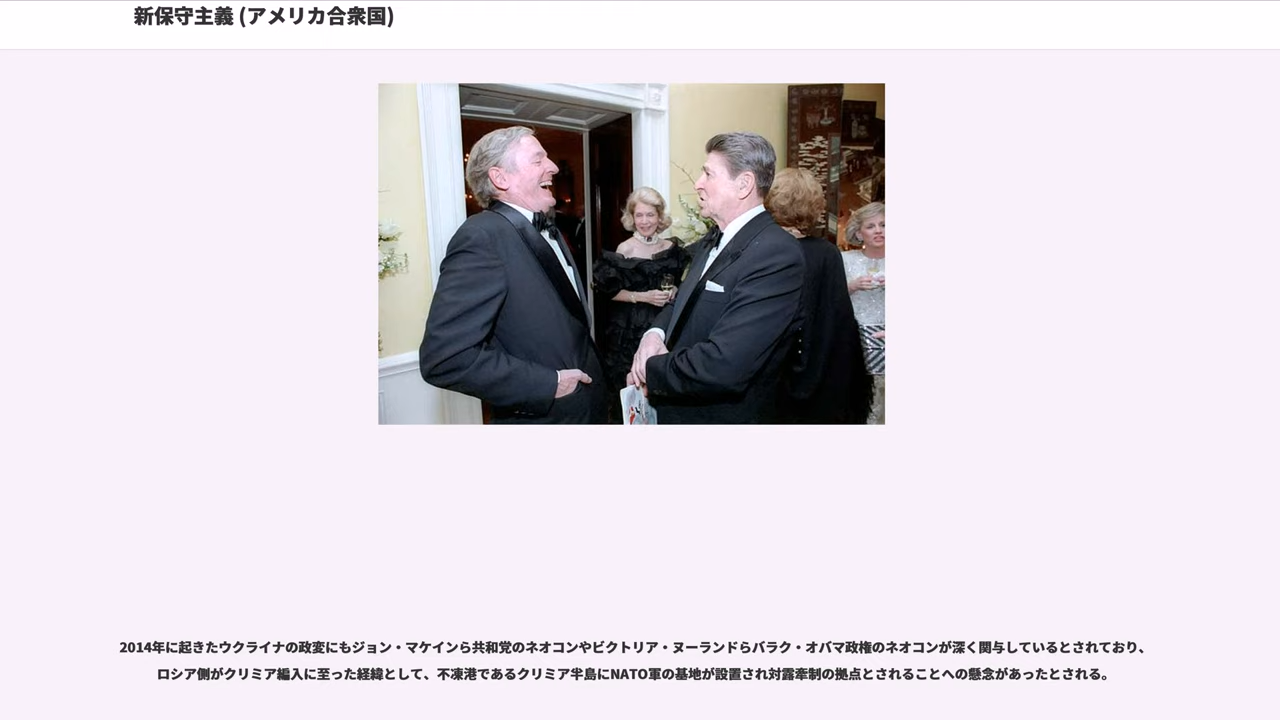 新保守主義 (アメリカ合衆国)
2014年に起きたウクライナの政変にもジョン・マケインら共和党のネオコンやビクトリア・ヌーランドらバラク・オバマ政権のネオコンが深く関与しているとされており、
ロシア側がクリミア編入に至った経緯として、不凍港であるクリミア半島にNATO軍の基地が設置され対露牽制の拠点とされることへの懸念があったとされる。